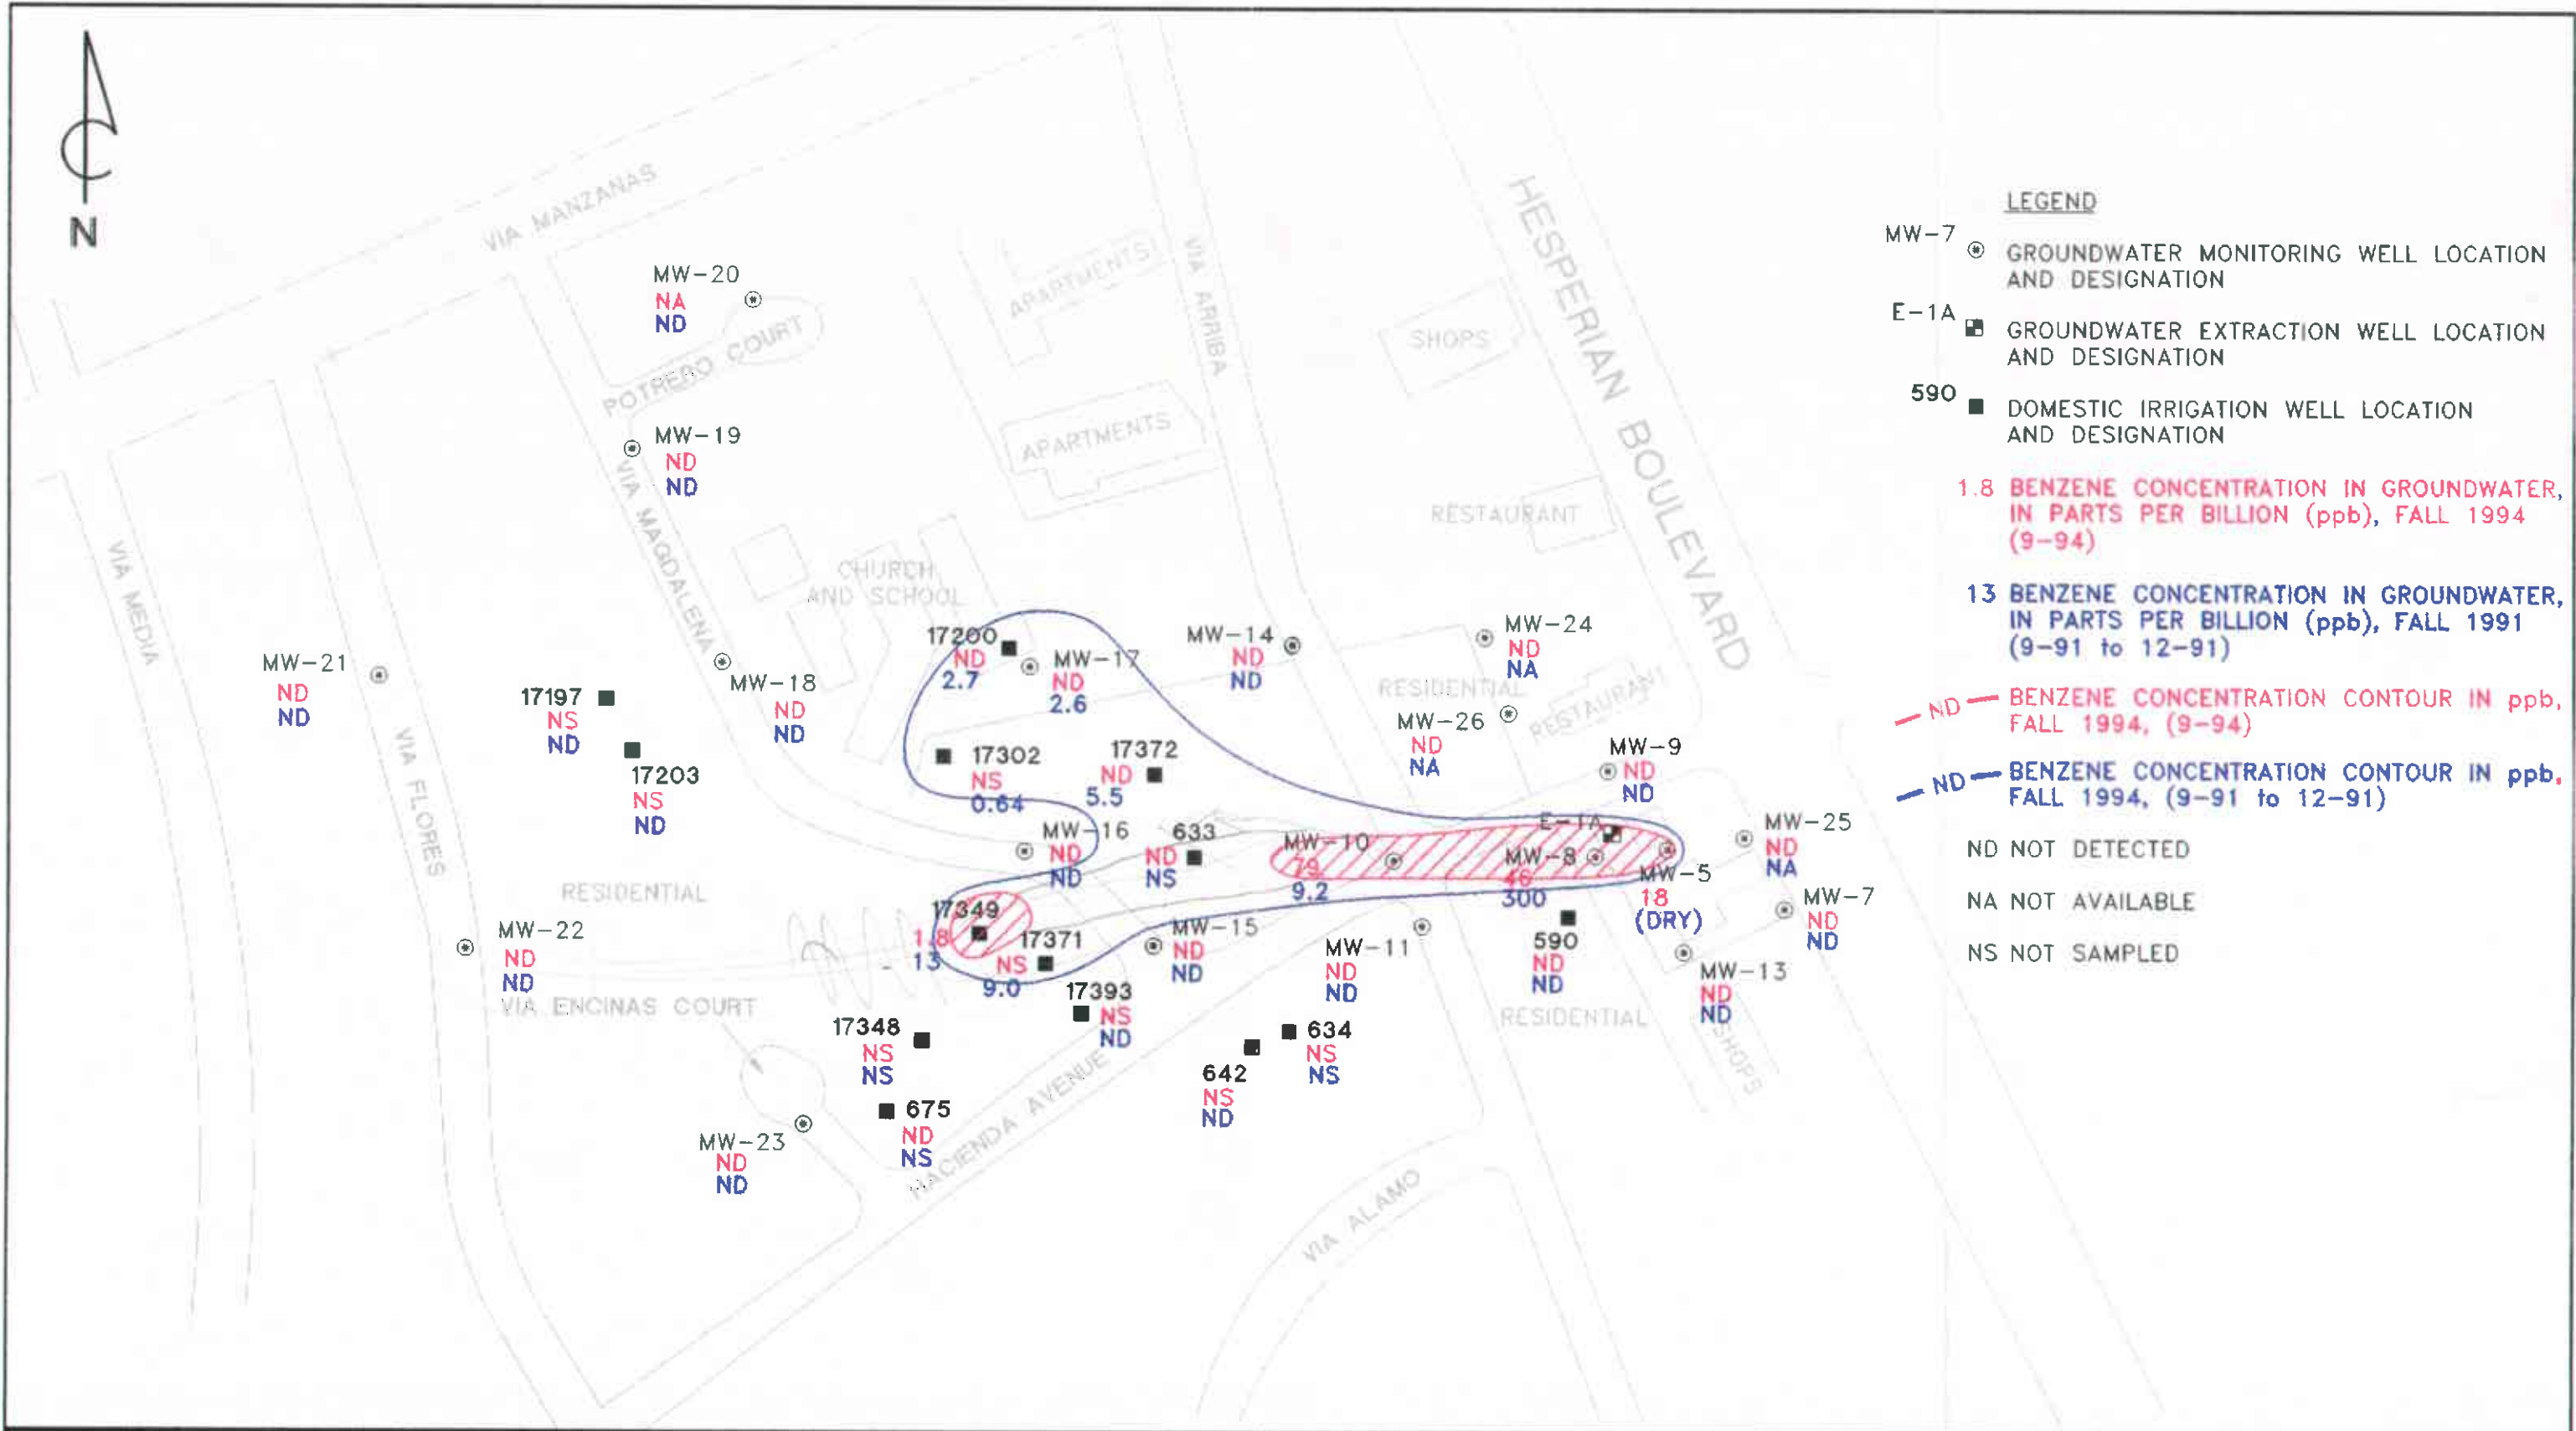 N
VIA MANZANAS
MW-20
NA
ND
POTRERO COURT
MW-19
ND
ND
VIA MAGDALENA
APARTMENTS
APARTMENTS
VIA ARRIBA
SHOPS
HESPERIAN BOULEVARD
RESTAURANT
CHURCH
AND SCHOOL
VIA MEDIA
MW-21
ND
ND
VIA FLORES
17197
NS
ND
17203
NS
ND
MW-18
ND
ND
17200
ND
2.7
MW-17
ND
2.6
MW-14
ND
ND
MW-24
ND
NA
RESIDENTIAL
RESTAURANT
MW-26
ND
NA
17302
NS
0.64
17372
ND
5.5
MW-9
ND
ND
MW-16
ND
ND
633
ND
NS
MW-10
79
9.2
E-1A
MW-8
46
300
MW-5
18
(DRY)
MW-25
ND
NA
MW-7
ND
ND
RESIDENTIAL
MW-22
ND
ND
17349
1.8
13
17371
NS
9.0
MW-15
ND
ND
MW-11
ND
ND
590
ND
ND
MW-13
ND
ND
VIA ENCINAS COURT
17393
NS
ND
17348
NS
NS
634
NS
NS
642
NS
ND
RESIDENTIAL
SHOPS
675
ND
NS
MW-23
ND
ND
HACIENDA AVENUE
VIA ALAMO
LEGEND
MW-7 GROUNDWATER MONITORING WELL LOCATION
AND DESIGNATION
E-1A GROUNDWATER EXTRACTION WELL LOCATION
AND DESIGNATION
590 DOMESTIC IRRIGATION WELL LOCATION
AND DESIGNATION
1.8 BENZENE CONCENTRATION IN GROUNDWATER,
IN PARTS PER BILLION (ppb), FALL 1994
(9-94)
13 BENZENE CONCENTRATION IN GROUNDWATER,
IN PARTS PER BILLION (ppb), FALL 1991
(9-91 to 12-91)
ND BENZENE CONCENTRATION CONTOUR IN ppb,
FALL 1994, (9-94)
ND BENZENE CONCENTRATION CONTOUR IN ppb,
FALL 1994, (9-91 to 12-91)
ND NOT DETECTED
NA NOT AVAILABLE
NS NOT SAMPLED